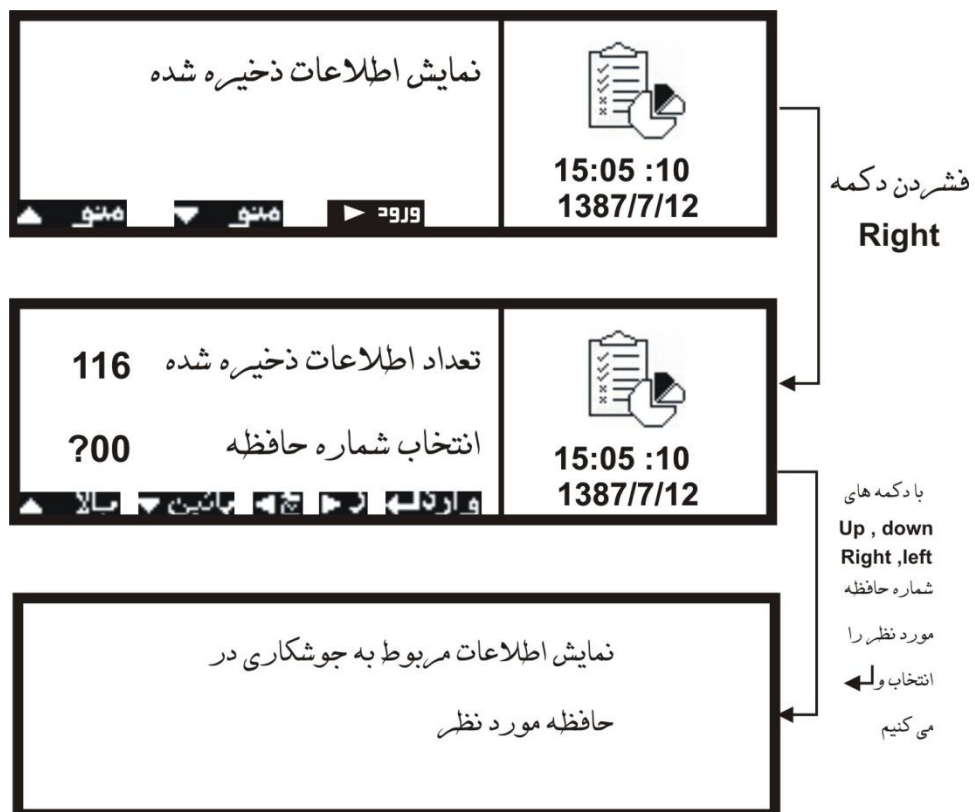 نمایش اطلاعات ذخیره شده
ورود ►
منو ▼
منو ▲
15:05 :10
1387/7/12
فشردن دکمه
Right
تعداد اطلاعات ذخیره شده 116
انتخاب شماره حافظه ?00
وارد
ر ► چ ◄ پائین ▼ بالا ▲
15:05 :10
1387/7/12
با دکمه های
Up , down
Right ,left
شماره حافظه
مورد نظر را
انتخاب و
می کنیم
نمایش اطلاعات مربوط به جوشکاری در
حافظه مورد نظر